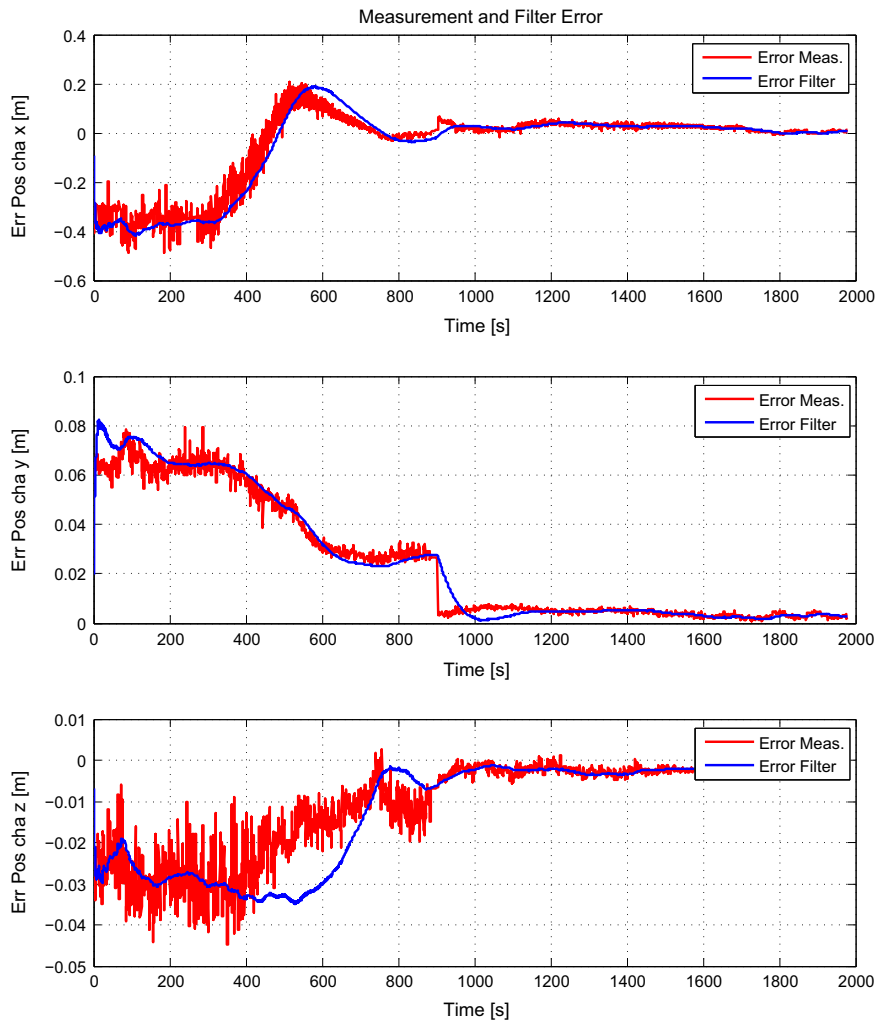 Measurement and Filter Error
0.4
0.2
0
−0.2
−0.4
−0.6
Err Pos cha x [m]
Error Meas.
Error Filter
0 200 400 600 800 1000 1200 1400 1600 1800 2000
Time [s]
0.1
0.08
0.06
0.04
0.02
0
Err Pos cha y [m]
Error Meas.
Error Filter
0 200 400 600 800 1000 1200 1400 1600 1800 2000
Time [s]
0.01
0
−0.01
−0.02
−0.03
−0.04
−0.05
Err Pos cha z [m]
Error Meas.
Error Filter
0 200 400 600 800 1000 1200 1400 1600 1800 2000
Time [s]